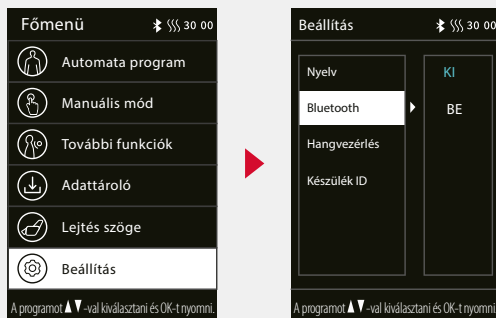 Főmenü 30 00
Automata program
Manuális mód
További funkciók
Adattároló
Lejtés szöge
Beállítás
A programot▲▼-val kiválasztani és OK-t nyomni.
Beállítás 30 00
Nyelv KI
Bluetooth BE
Hangvezérlés
Készülék ID
A programot▲▼-val kiválasztani és OK-t nyomni.